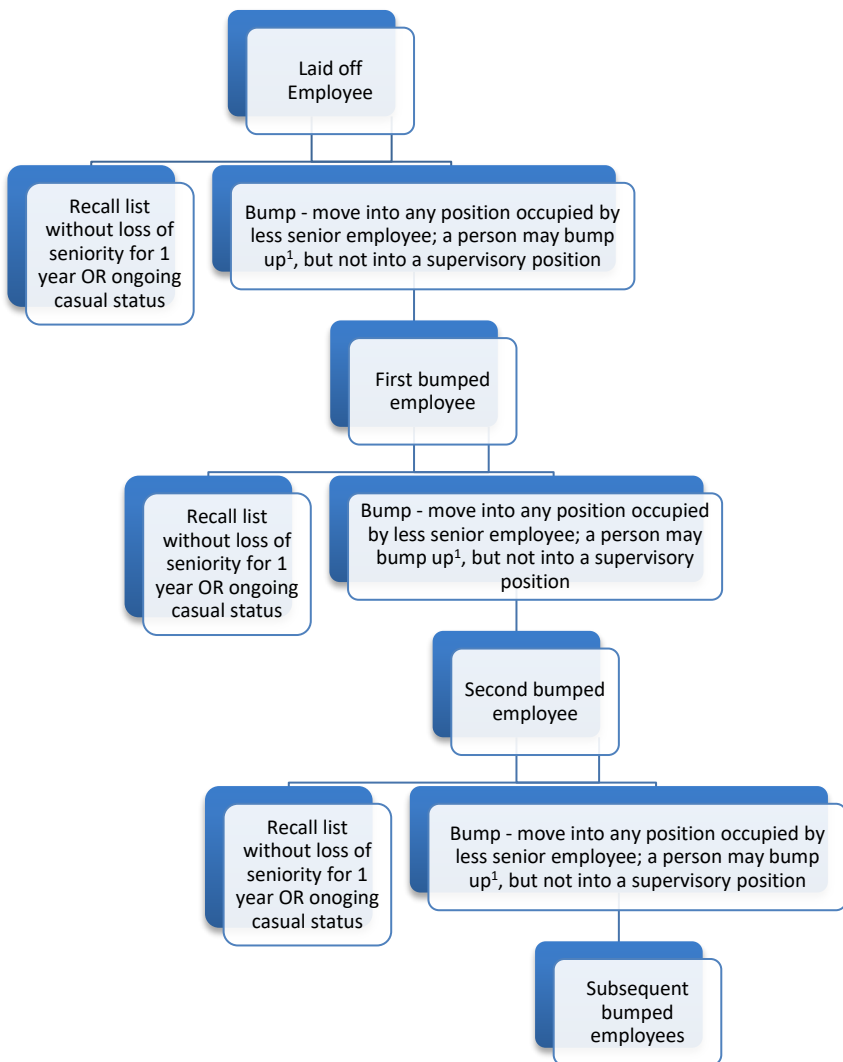 Laid off
Employee
Recall list
without loss of
seniority for 1
year OR ongoing
casual status
Bump - move into any position occupied by
less senior employee; a person may bump
up¹, but not into a supervisory position
First bumped
employee
Recall list
without loss of
seniority for 1
year OR ongoing
casual status
Bump - move into any position occupied
by less senior employee; a person may
bump up¹, but not into a supervisory
position
Second bumped
employee
Recall list
without loss of
seniority for 1
year OR onoging
casual status
Bump - move into any position occupied by
less senior employee; a person may bump
up¹, but not into a supervisory position
Subsequent
bumped
employees